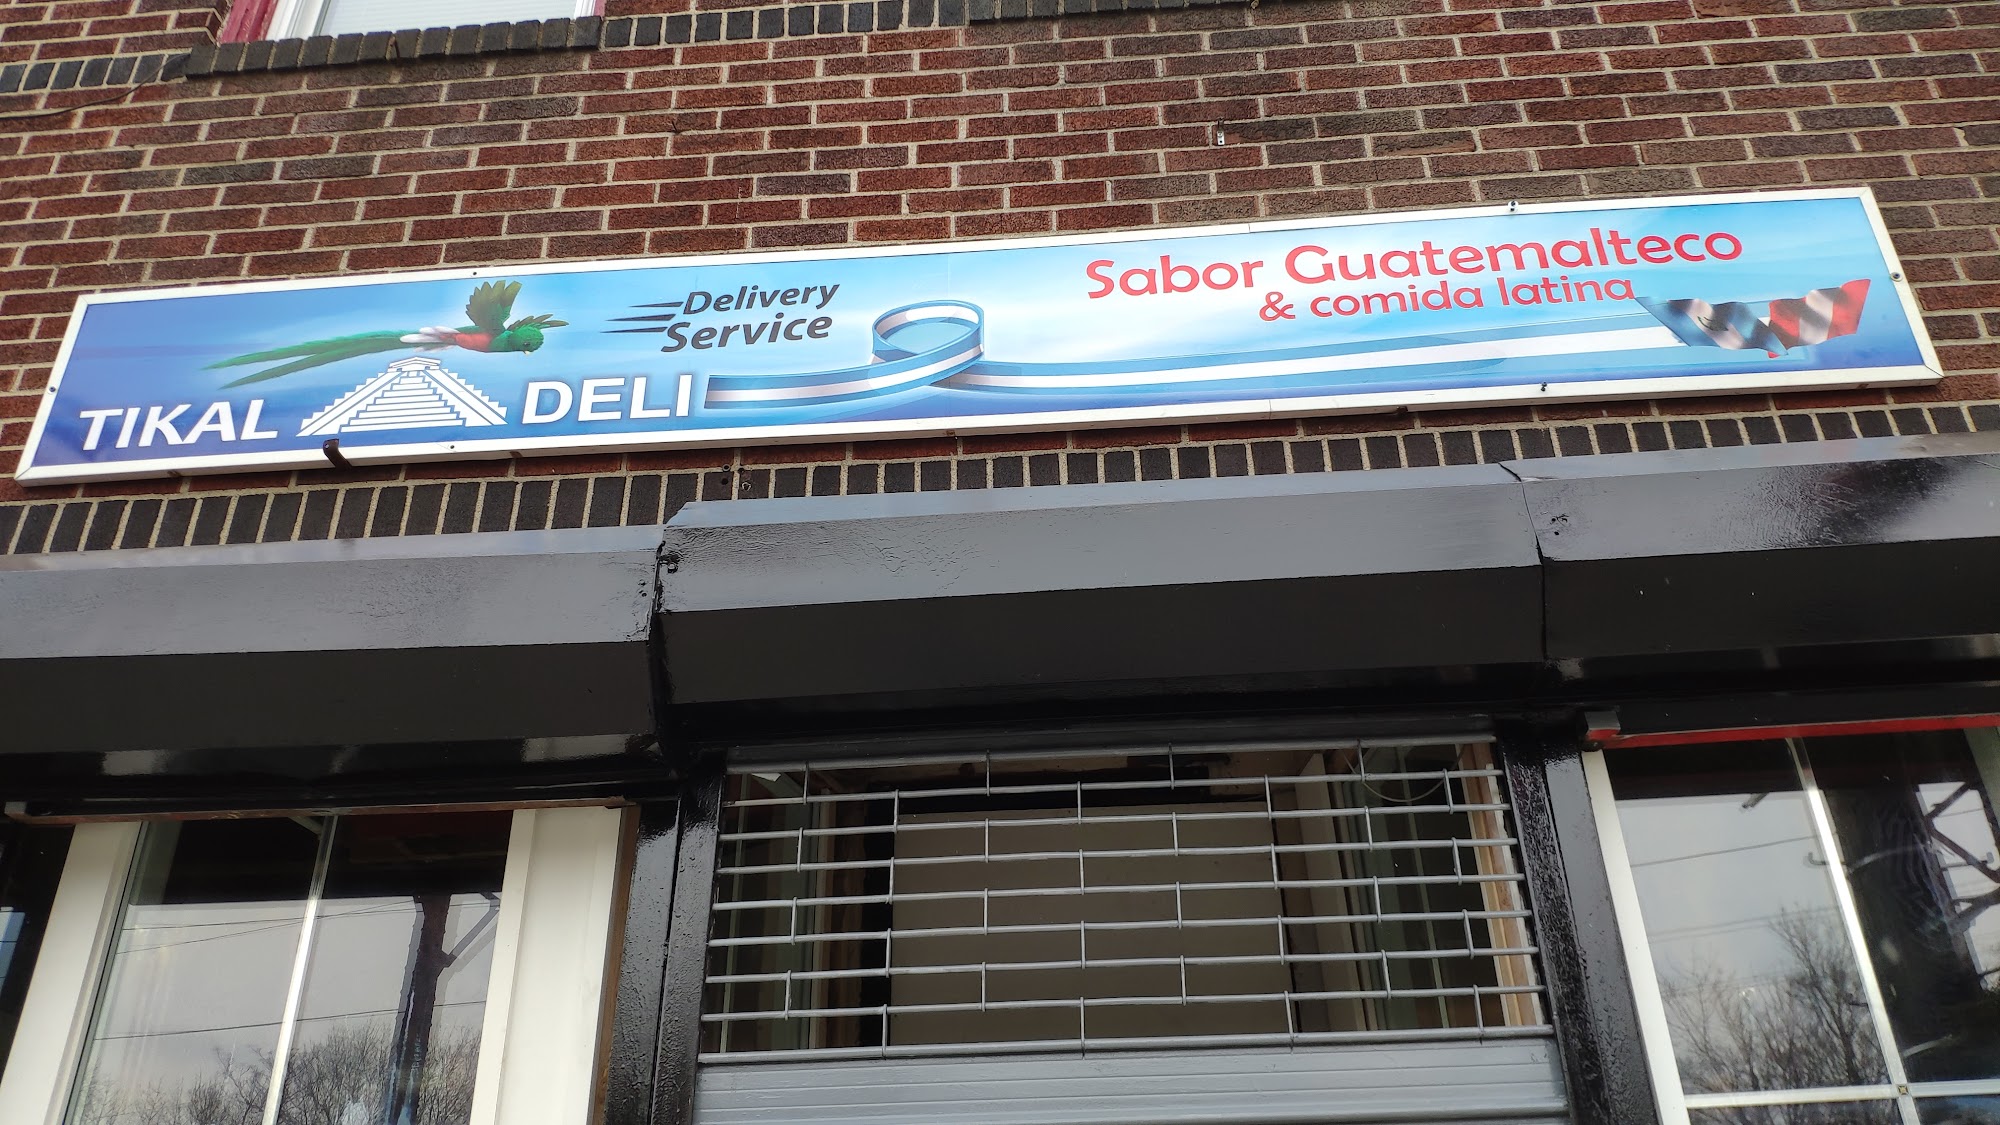 TIKAL DELI
Delivery
Service
Sabor Guatemalteco
& comida latina